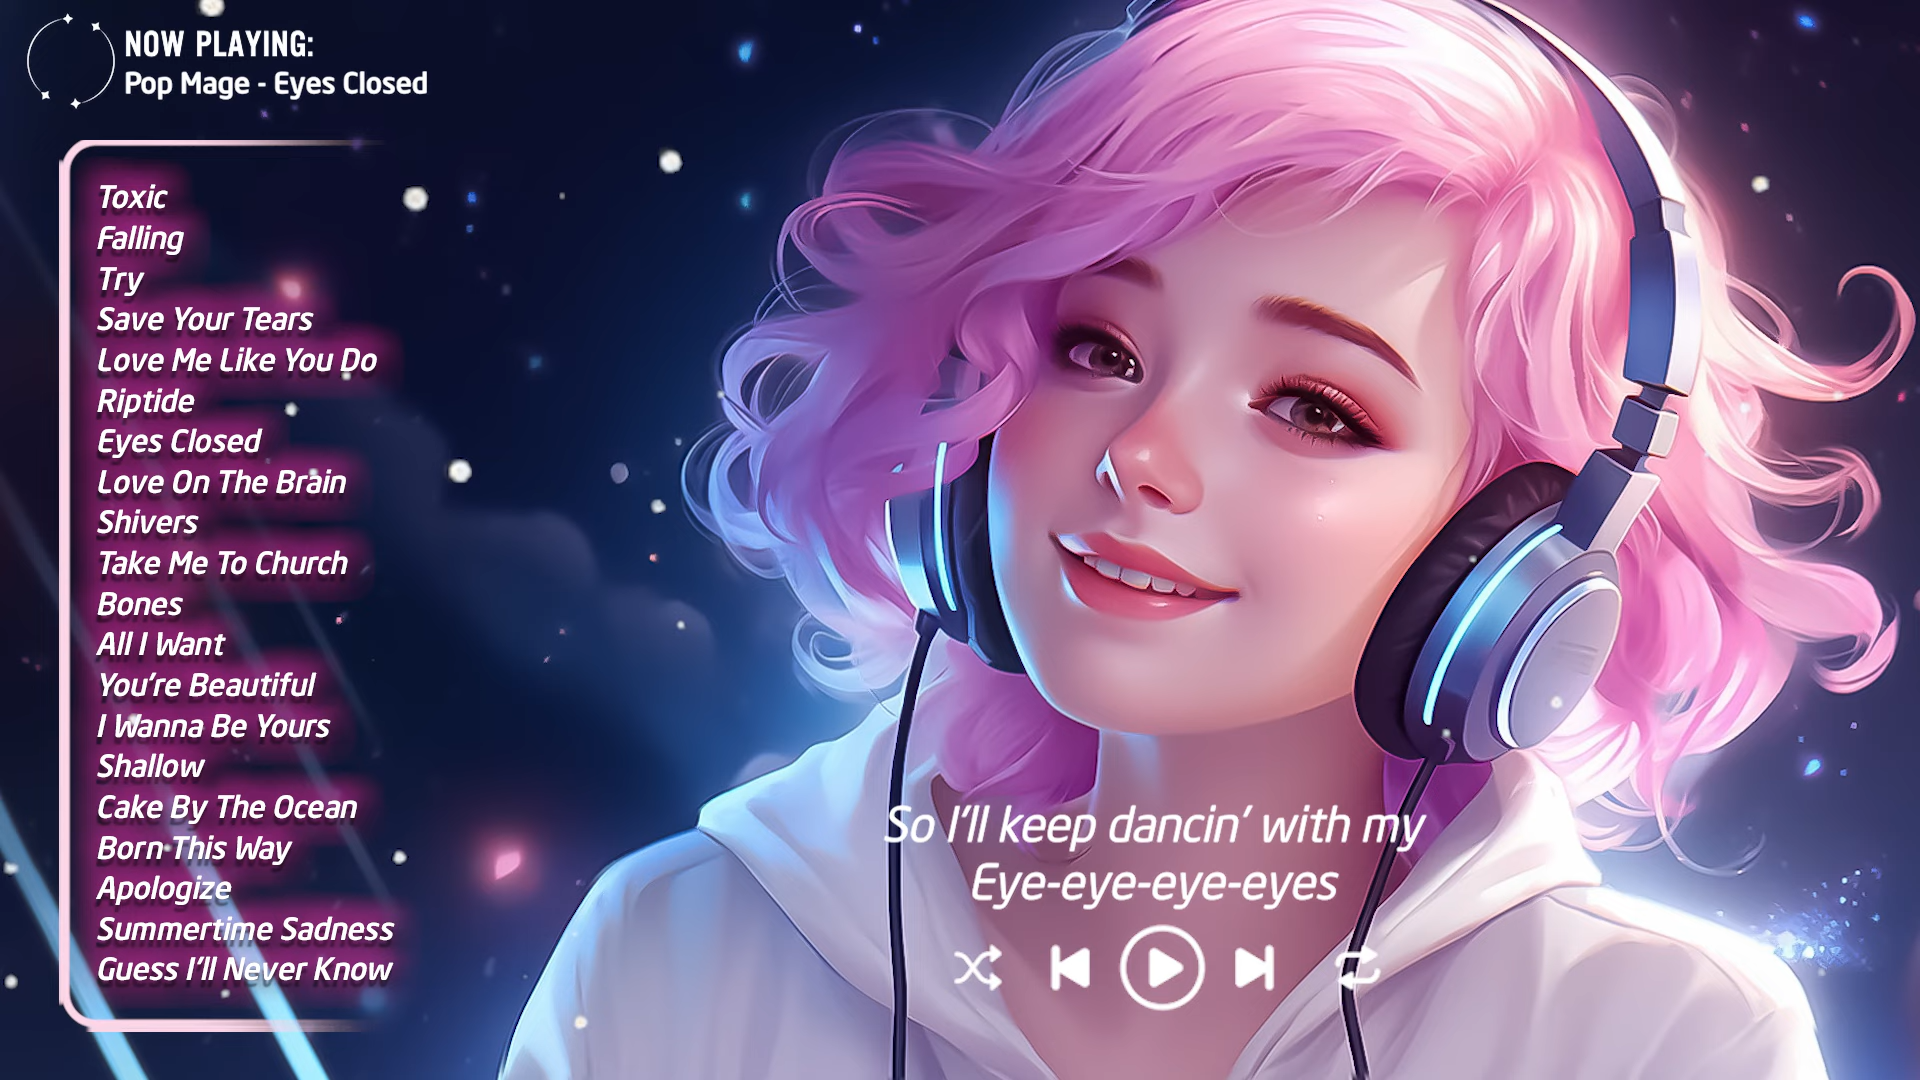 NOW PLAYING:
Pop Mage - Eyes Closed
Toxic
Falling
Try
Save Your Tears
Love Me Like You Do
Riptide
Eyes Closed
Love On The Brain
Shivers
Take Me To Church
Bones
All I Want
You're Beautiful
I Wanna Be Yours
Shallow
Cake By The Ocean
Born This Way
Apologize
Summertime Sadness
Guess I'll Never Know
So I'll keep dancin' with my
Eye-eye-eye-eyes